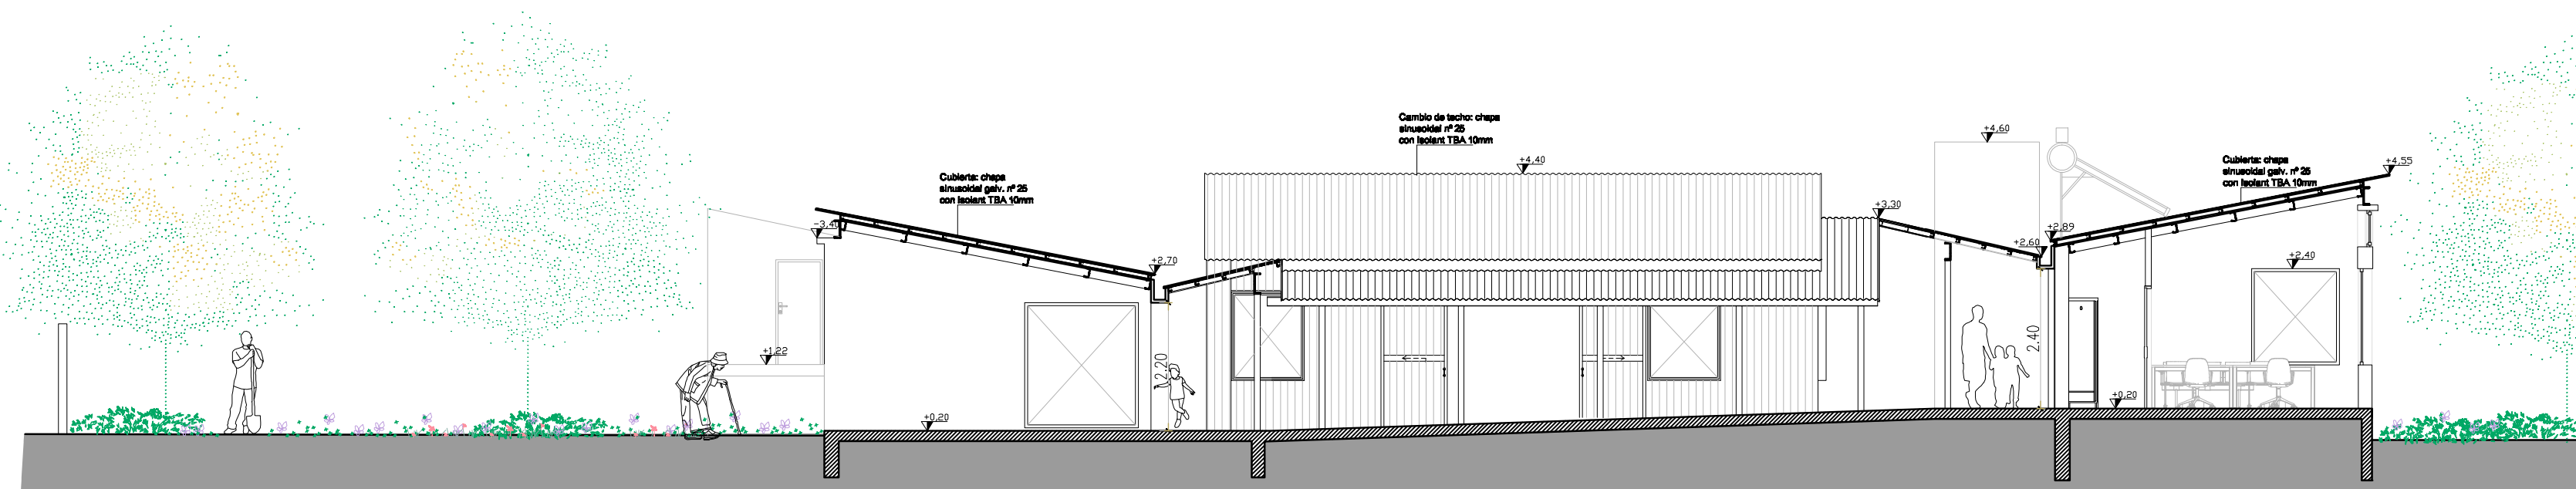 Cambio de techo: chapa
sinusoidal nº 25
con isolant TBA 10mm
Cubierta: chapa
sinusoidal galv. nº 25
con isolant TBA 10mm
Cubierta: chapa
sinusoidal galv. nº 25
con isolant TBA 10mm
+4,60
+4,40
+4,55
+3,40
+3,30
+2,89
+2,60
+2,70
+2,40
+1,22
2.20
2.40
+0,20
+0,20